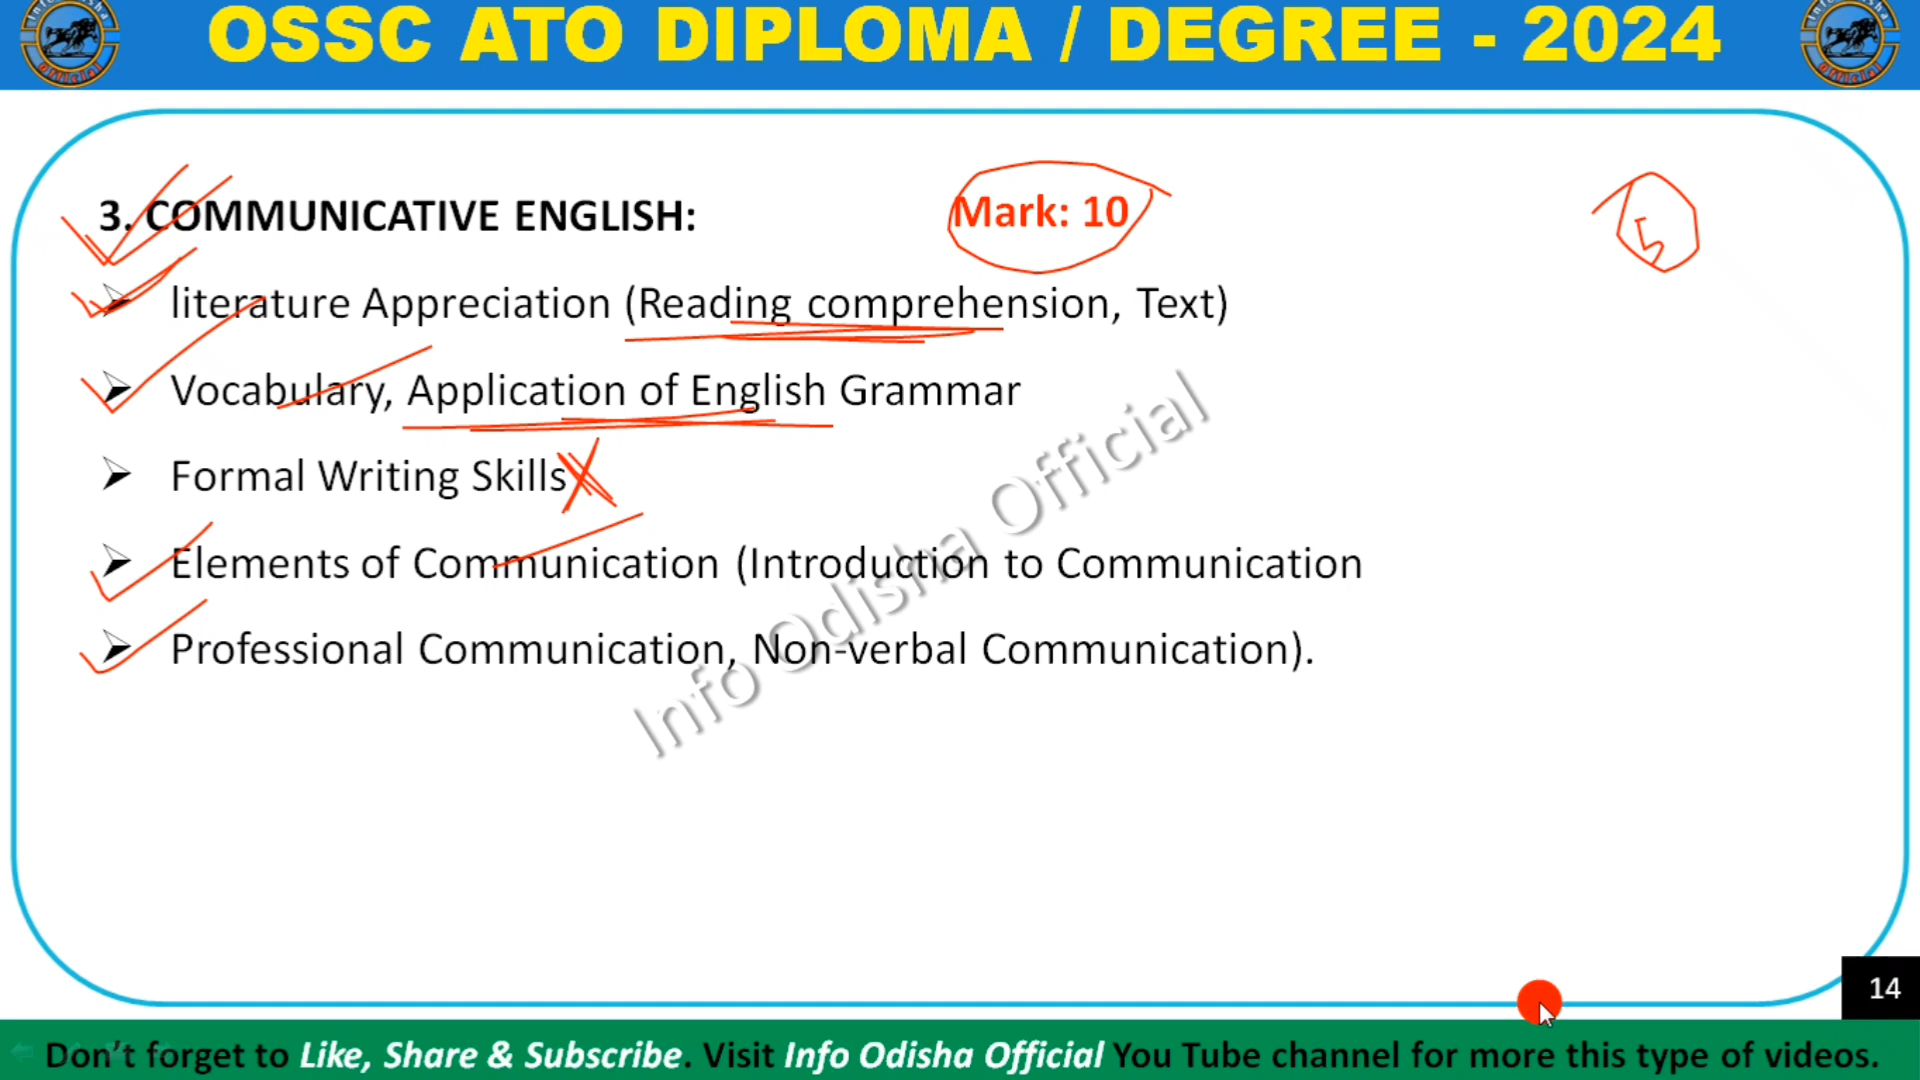 OSSC ATO DIPLOMA / DEGREE - 2024
3. COMMUNICATIVE ENGLISH:
Mark: 10
5
literature Appreciation (Reading comprehension, Text)
Vocabulary, Application of English Grammar
Formal Writing Skills
Elements of Communication (Introduction to Communication
Professional Communication, Non-verbal Communication).
Info Odisha Official
14
Don't forget to Like, Share & Subscribe. Visit Info Odisha Official You Tube channel for more this type of videos.